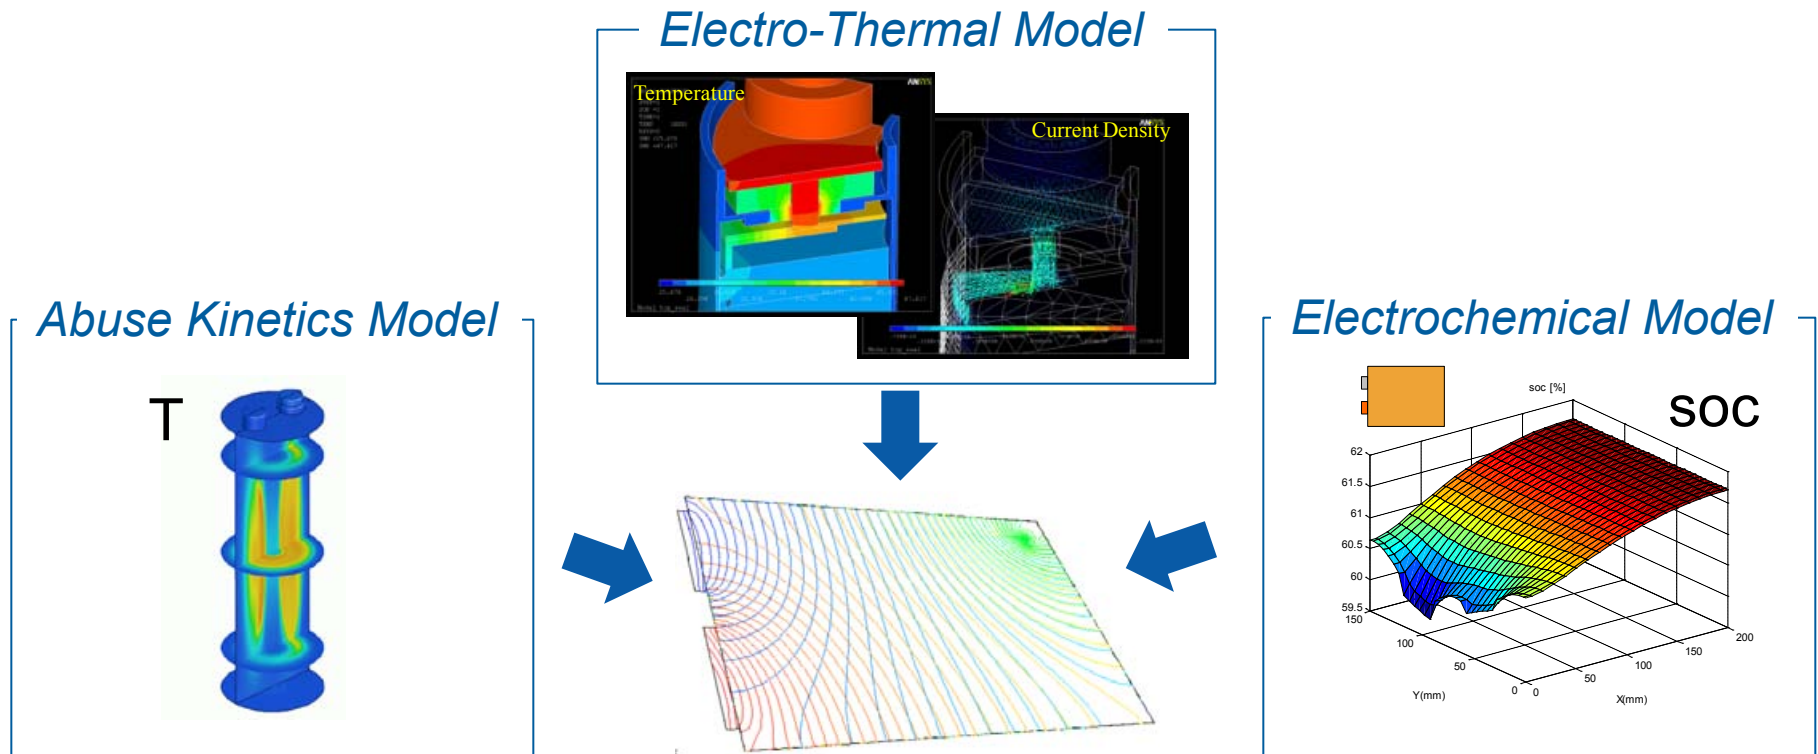 Electro-Thermal Model
Temperature
Current Density
Abuse Kinetics Model
T
Electrochemical Model
soc [%]
SOC
62
61.5
61
60.5
60
59.5
150
100
50
0
0
50
100
150
200
Y(mm)
X(mm)